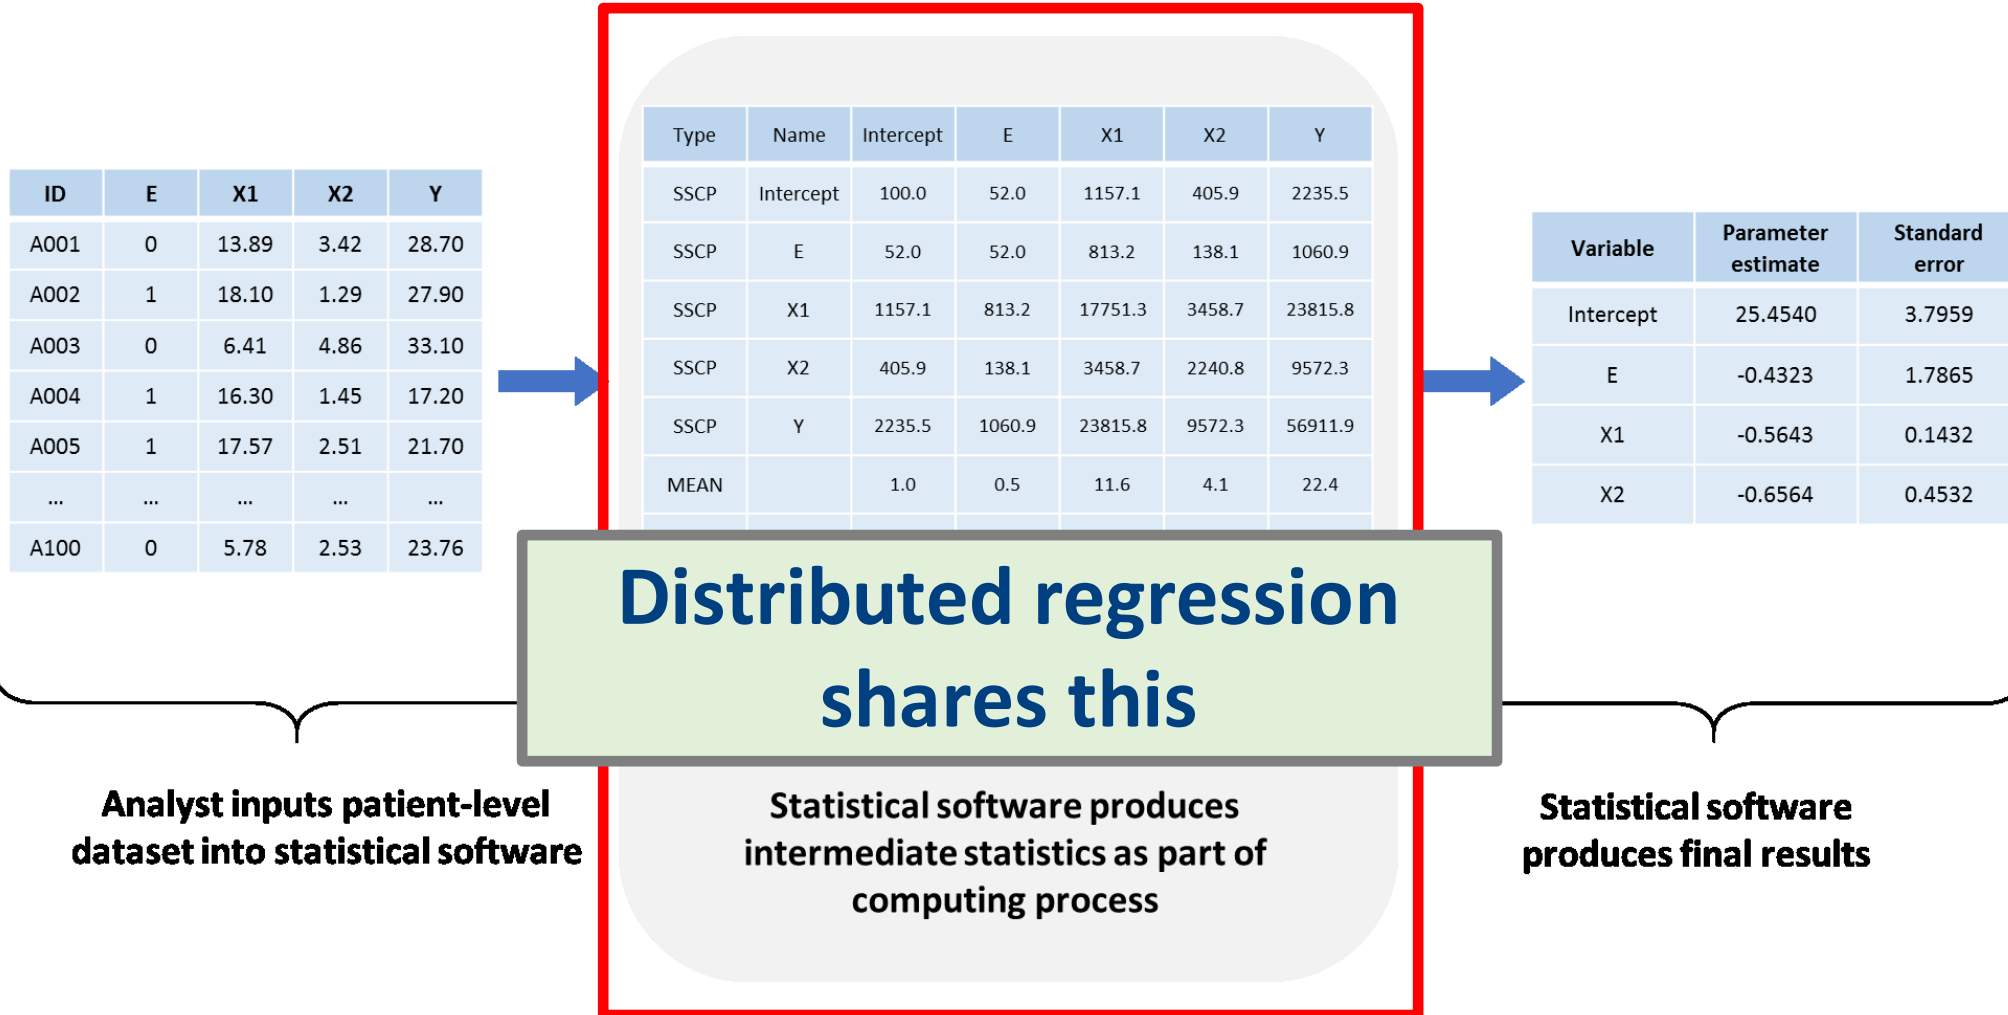 ID E X1 X2 Y
A001 0 13.89 3.42 28.70
A002 1 18.10 1.29 27.90
A003 0 6.41 4.86 33.10
A004 1 16.30 1.45 17.20
A005 1 17.57 2.51 21.70
... ... ... ... ...
A100 0 5.78 2.53 23.76
Analyst inputs patient-level
dataset into statistical software
Type Name Intercept E X1 X2 Y
SSCP Intercept 100.0 52.0 1157.1 405.9 2235.5
SSCP E 52.0 52.0 813.2 138.1 1060.9
SSCP X1 1157.1 813.2 17751.3 3458.7 23815.8
SSCP X2 405.9 138.1 3458.7 2240.8 9572.3
SSCP Y 2235.5 1060.9 23815.8 9572.3 56911.9
MEAN 1.0 0.5 11.6 4.1 22.4
Distributed regression
shares this
Statistical software produces
intermediate statistics as part of
computing process
Variable Parameter estimate Standard error
Intercept 25.4540 3.7959
E -0.4323 1.7865
X1 -0.5643 0.1432
X2 -0.6564 0.4532
Statistical software
produces final results